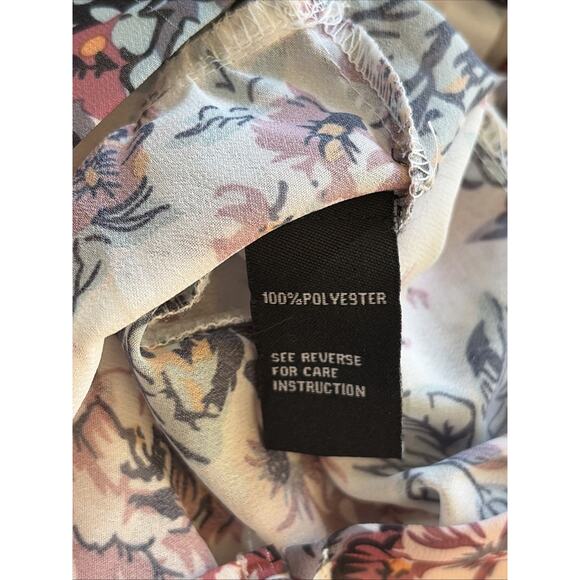 100%POLYESTER
SEE REVERSE
FOR CARE
INSTRUCTION